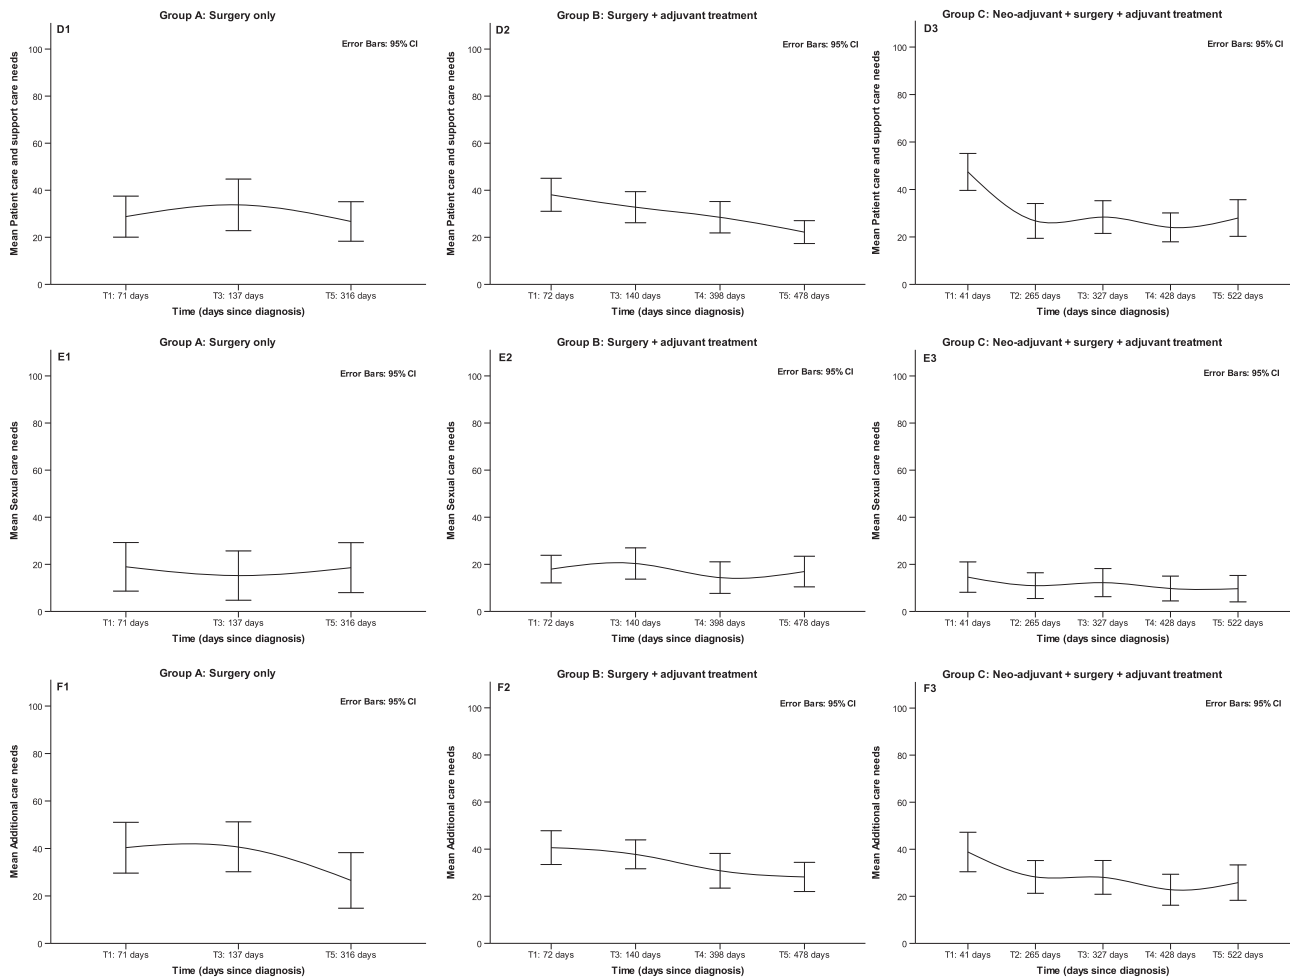 Group A: Surgery only
D1
Error Bars: 95% CI
Mean Patient care and support care needs
100
80
60
40
20
0
T1: 71 days T3: 137 days T5: 316 days
Time (days since diagnosis)
Group B: Surgery + adjuvant treatment
D2
Error Bars: 95% CI
Mean Patient care and support care needs
100
80
60
40
20
0
T1: 72 days T3: 140 days T4: 398 days T5: 478 days
Time (days since diagnosis)
Group C: Neo-adjuvant + surgery + adjuvant treatment
D3
Error Bars: 95% CI
Mean Patient care and support care needs
100
80
60
40
20
0
T1: 41 days T2: 265 days T3: 327 days T4: 428 days T5: 522 days
Time (days since diagnosis)
Group A: Surgery only
E1
Error Bars: 95% CI
Mean Sexual care needs
100
80
60
40
20
0
T1: 71 days T3: 137 days T5: 316 days
Time (days since diagnosis)
Group B: Surgery + adjuvant treatment
E2
Error Bars: 95% CI
Mean Sexual care needs
100
80
60
40
20
0
T1: 72 days T3: 140 days T4: 398 days T5: 478 days
Time (days since diagnosis)
Group C: Neo-adjuvant + surgery + adjuvant treatment
E3
Error Bars: 95% CI
Mean Sexual care needs
100
80
60
40
20
0
T1: 41 days T2: 265 days T3: 327 days T4: 428 days T5: 522 days
Time (days since diagnosis)
Group A: Surgery only
F1
Error Bars: 95% CI
Mean Additional care needs
100
80
60
40
20
0
T1: 71 days T3: 137 days T5: 316 days
Time (days since diagnosis)
Group B: Surgery + adjuvant treatment
F2
Error Bars: 95% CI
Mean Additional care needs
100
80
60
40
20
0
T1: 72 days T3: 140 days T4: 398 days T5: 478 days
Time (days since diagnosis)
Group C: Neo-adjuvant + surgery + adjuvant treatment
F3
Error Bars: 95% CI
Mean Additional care needs
100
80
60
40
20
0
T1: 41 days T2: 265 days T3: 327 days T4: 428 days T5: 522 days
Time (days since diagnosis)